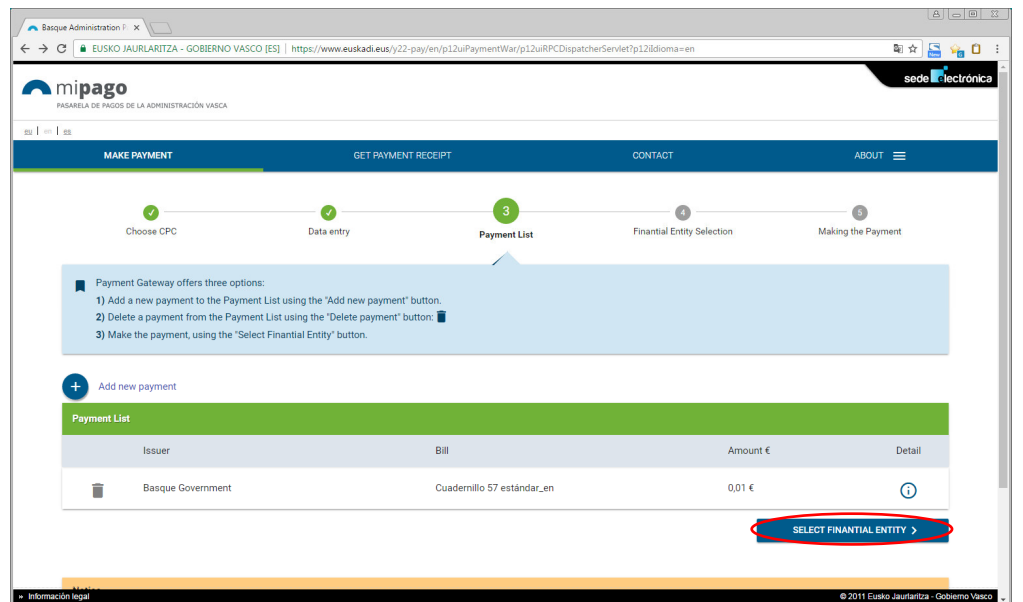 Basque Administration P
EUSKO JAURLARITZA - GOBIERNO VASCO [ES] | https://www.euskadi.eus/y22-pay/en/p12uiPaymentWar/p12uiRPCDispatcherServlet?p12iIdioma=en
New
sede electrónica
mipago
PASARELA DE PAGOS DE LA ADMINISTRACIÓN VASCA
eu | en | es
MAKE PAYMENT GET PAYMENT RECEIPT CONTACT ABOUT
3 4 5
Choose CPC Data entry Payment List Finantial Entity Selection Making the Payment
Payment Gateway offers three options:
1) Add a new payment to the Payment List using the "Add new payment" button.
2) Delete a payment from the Payment List using the "Delete payment" button:
3) Make the payment, using the "Select Finantial Entity" button.
+ Add new payment
Payment List
Issuer Bill Amount € Detail
Basque Government Cuadernillo 57 estándar_en 0,01 €
SELECT FINANTIAL ENTITY >
» Información legal © 2011 Eusko Jaurlaritza - Gobierno Vasco